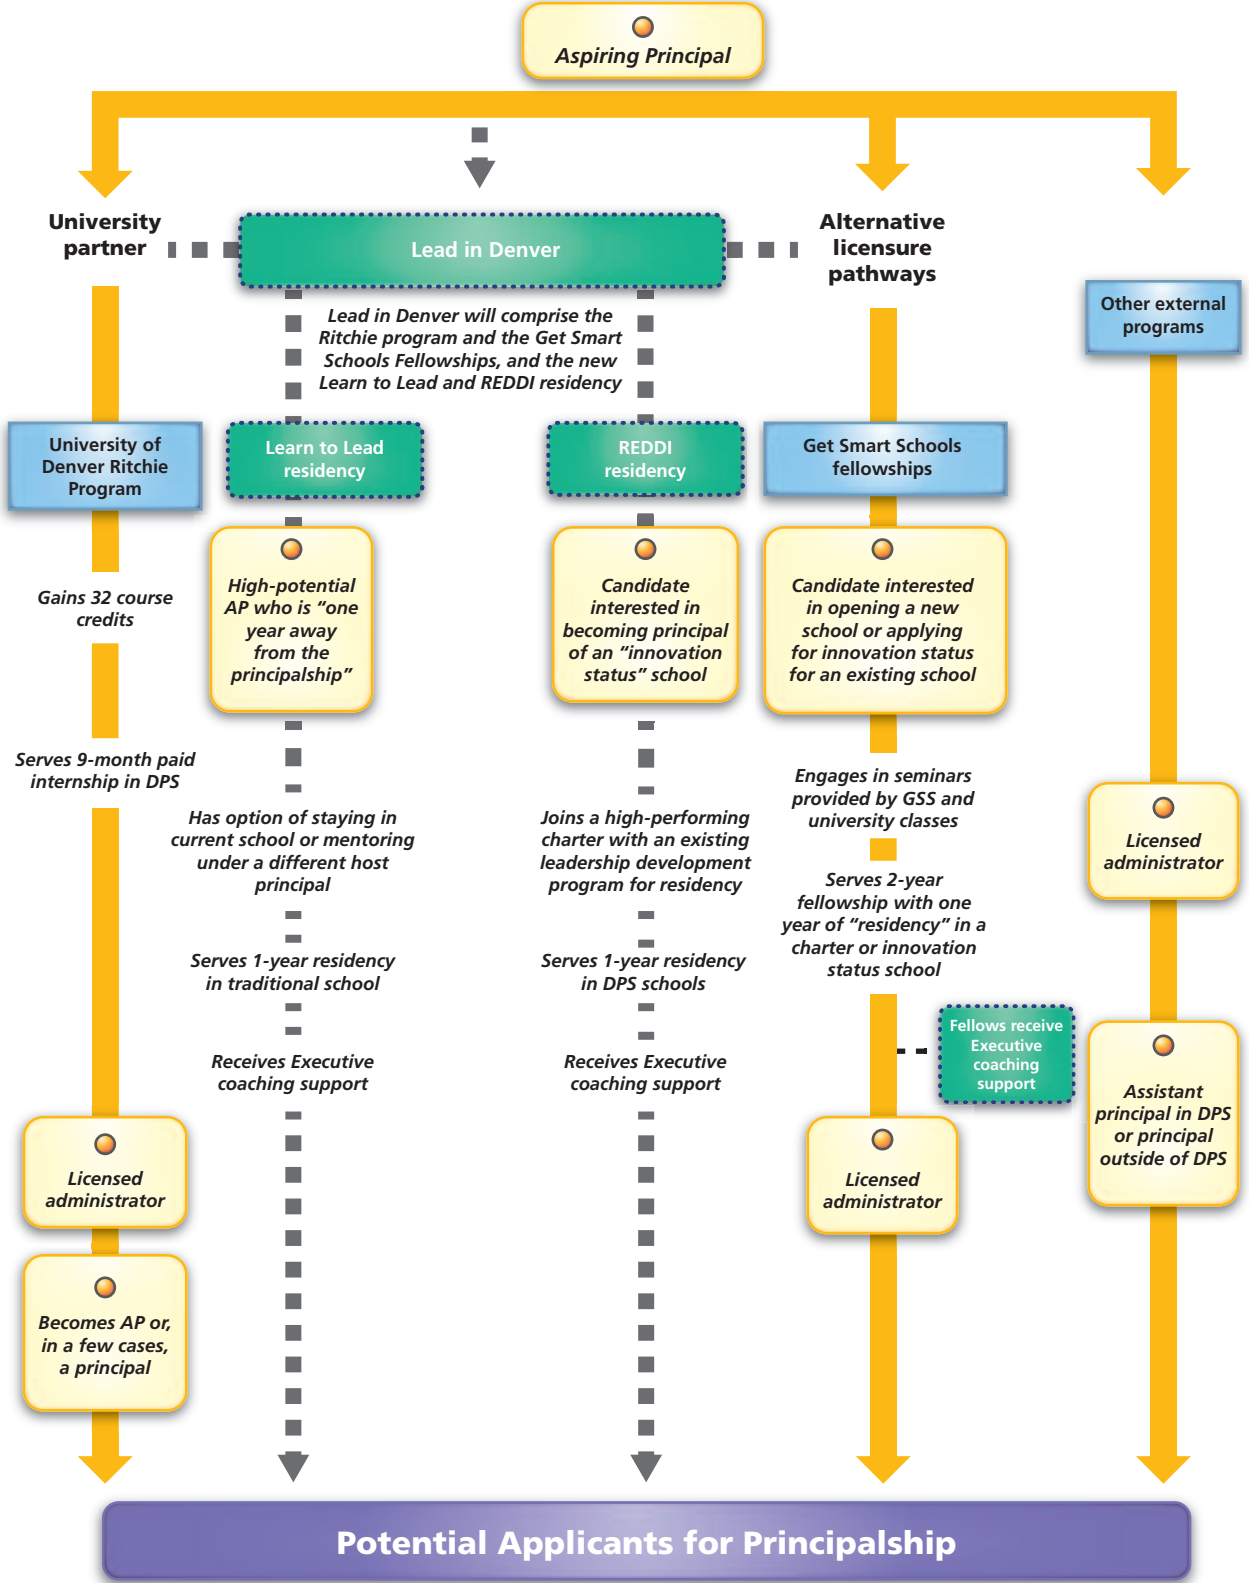 Aspiring Principal
University
partner
Lead in Denver
Alternative
licensure
pathways
Other external
programs
Lead in Denver will comprise the
Ritchie program and the Get Smart
Schools Fellowships, and the new
Learn to Lead and REDDI residency
University of
Denver Ritchie
Program
Learn to Lead
residency
REDDI
residency
Get Smart Schools
fellowships
Gains 32 course
credits
High-potential
AP who is “one
year away
from the
principalship”
Candidate
interested in
becoming principal
of an “innovation
status” school
Candidate interested
in opening a new
school or applying
for innovation status
for an existing school
Serves 9-month paid
internship in DPS
Has option of staying in
current school or mentoring
under a different host
principal
Joins a high-performing
charter with an existing
leadership development
program for residency
Engages in seminars
provided by GSS and
university classes
Licensed
administrator
Serves 2-year
fellowship with one
year of “residency” in a
charter or innovation
status school
Serves 1-year residency
in traditional school
Serves 1-year residency
in DPS schools
Fellows receive
Executive
coaching
support
Receives Executive
coaching support
Receives Executive
coaching support
Assistant
principal in DPS
or principal
outside of DPS
Licensed
administrator
Licensed
administrator
Becomes AP or,
in a few cases,
a principal
Potential Applicants for Principalship